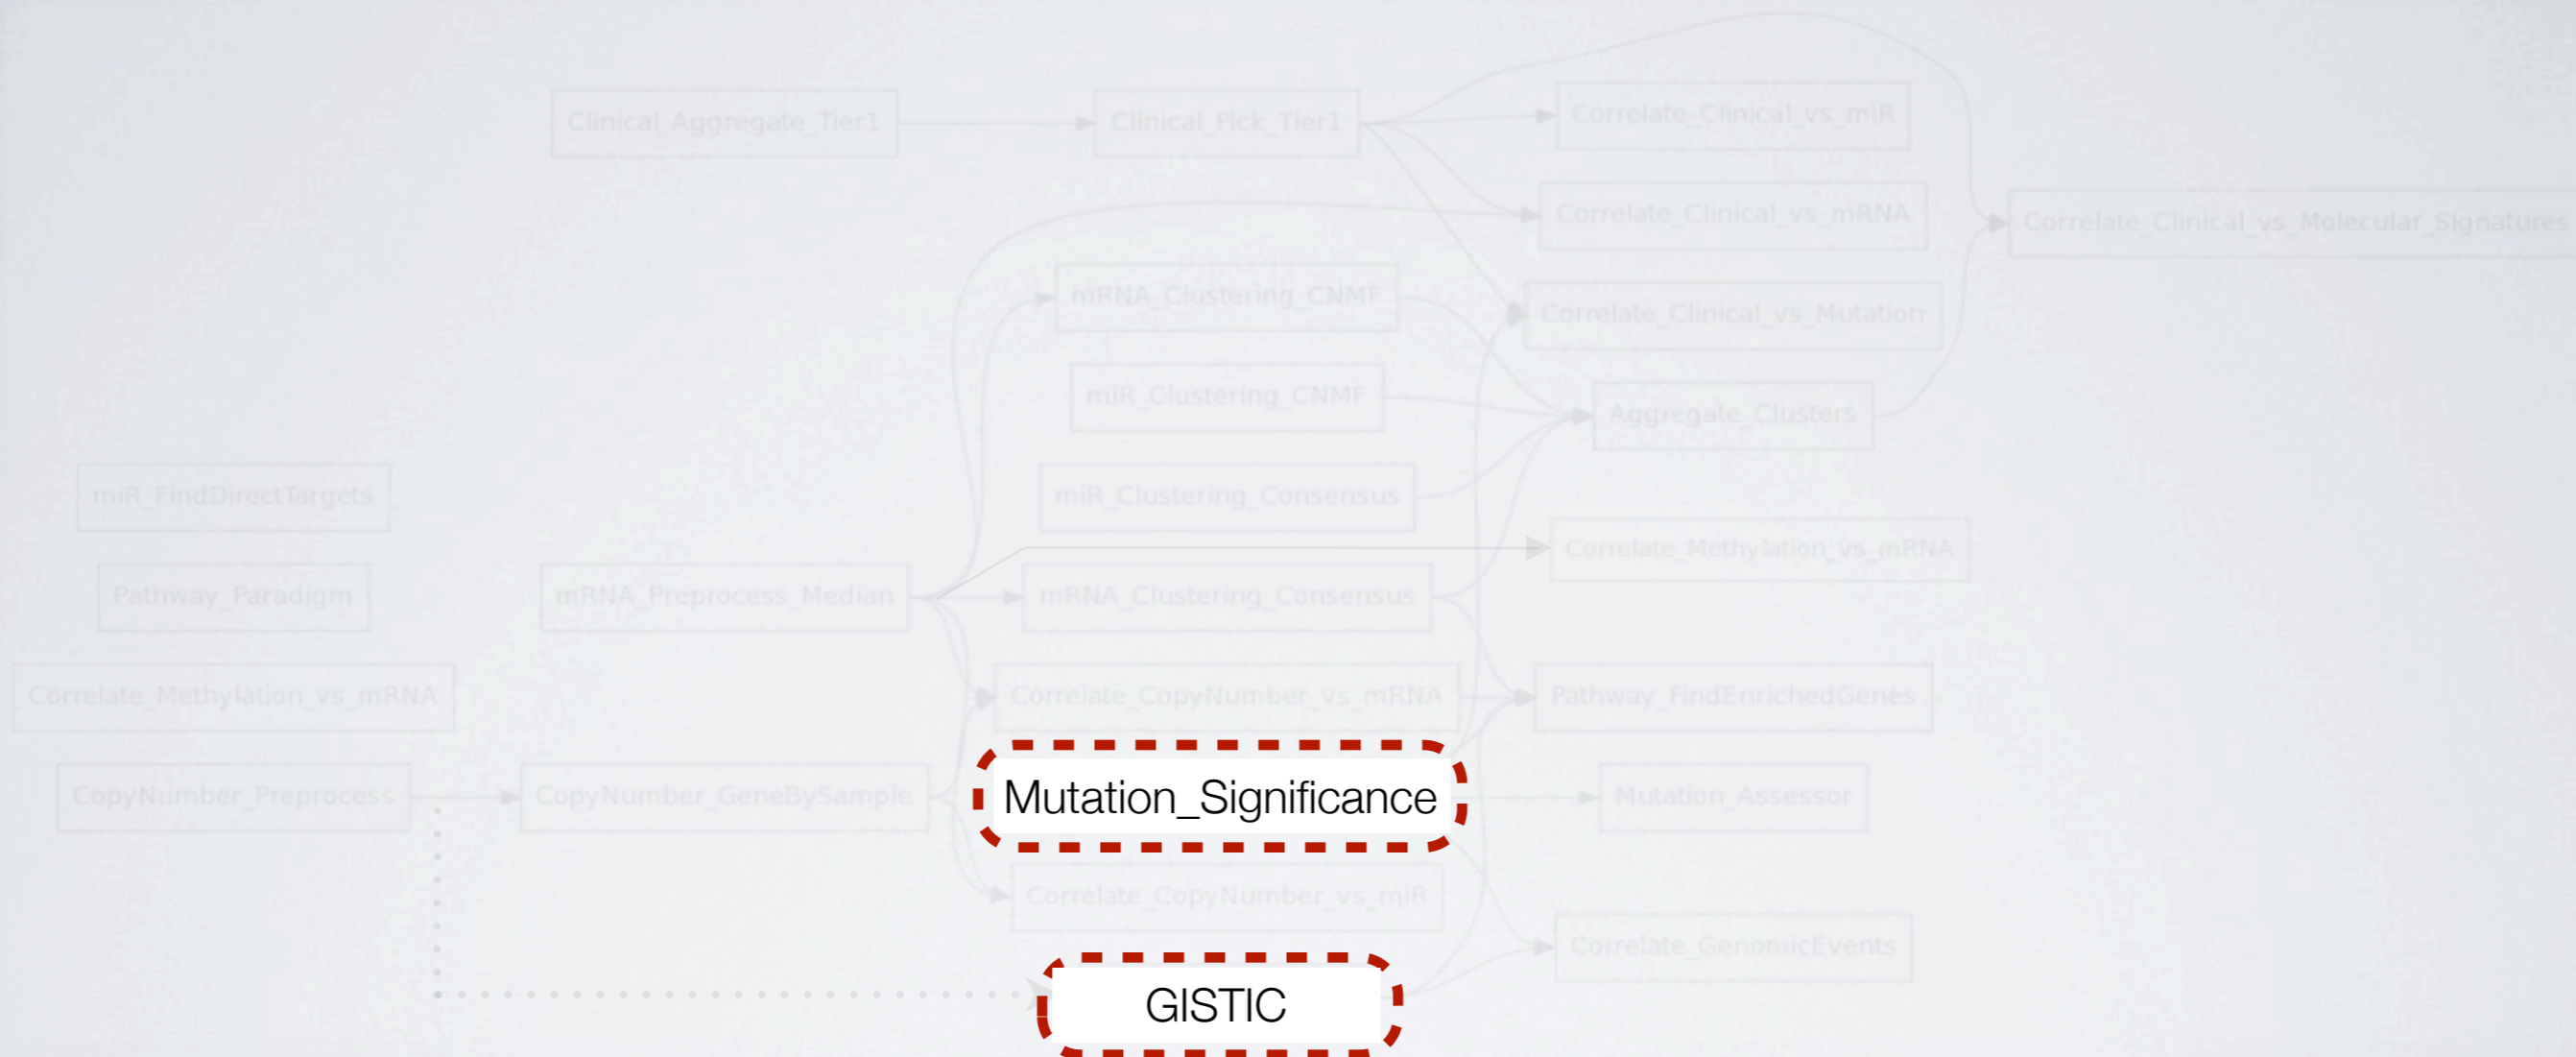 Clinical_Aggregate_Tier1
Clinical_Pick_Tier1
Correlate_Clinical_vs_miR
Correlate_Clinical_vs_mRNA
Correlate_Clinical_vs_Molecular_Signatures
mRNA_Clustering_CNMF
Correlate_Clinical_vs_Mutation
miR_Clustering_CNMF
Aggregate_Clusters
miR_FindDirectTargets
miR_Clustering_Consensus
Correlate_Methylation_vs_mRNA
Pathway_Paradigm
mRNA_Preprocess_Median
mRNA_Clustering_Consensus
Correlate_Methylation_vs_mRNA
Correlate_CopyNumber_vs_mRNA
Pathway_FindEnrichedGenes
CopyNumber_Preprocess
CopyNumber_GeneBySample
Mutation_Significance
Mutation_Assessor
Correlate_CopyNumber_vs_miR
Correlate_GenomicEvents
GISTIC